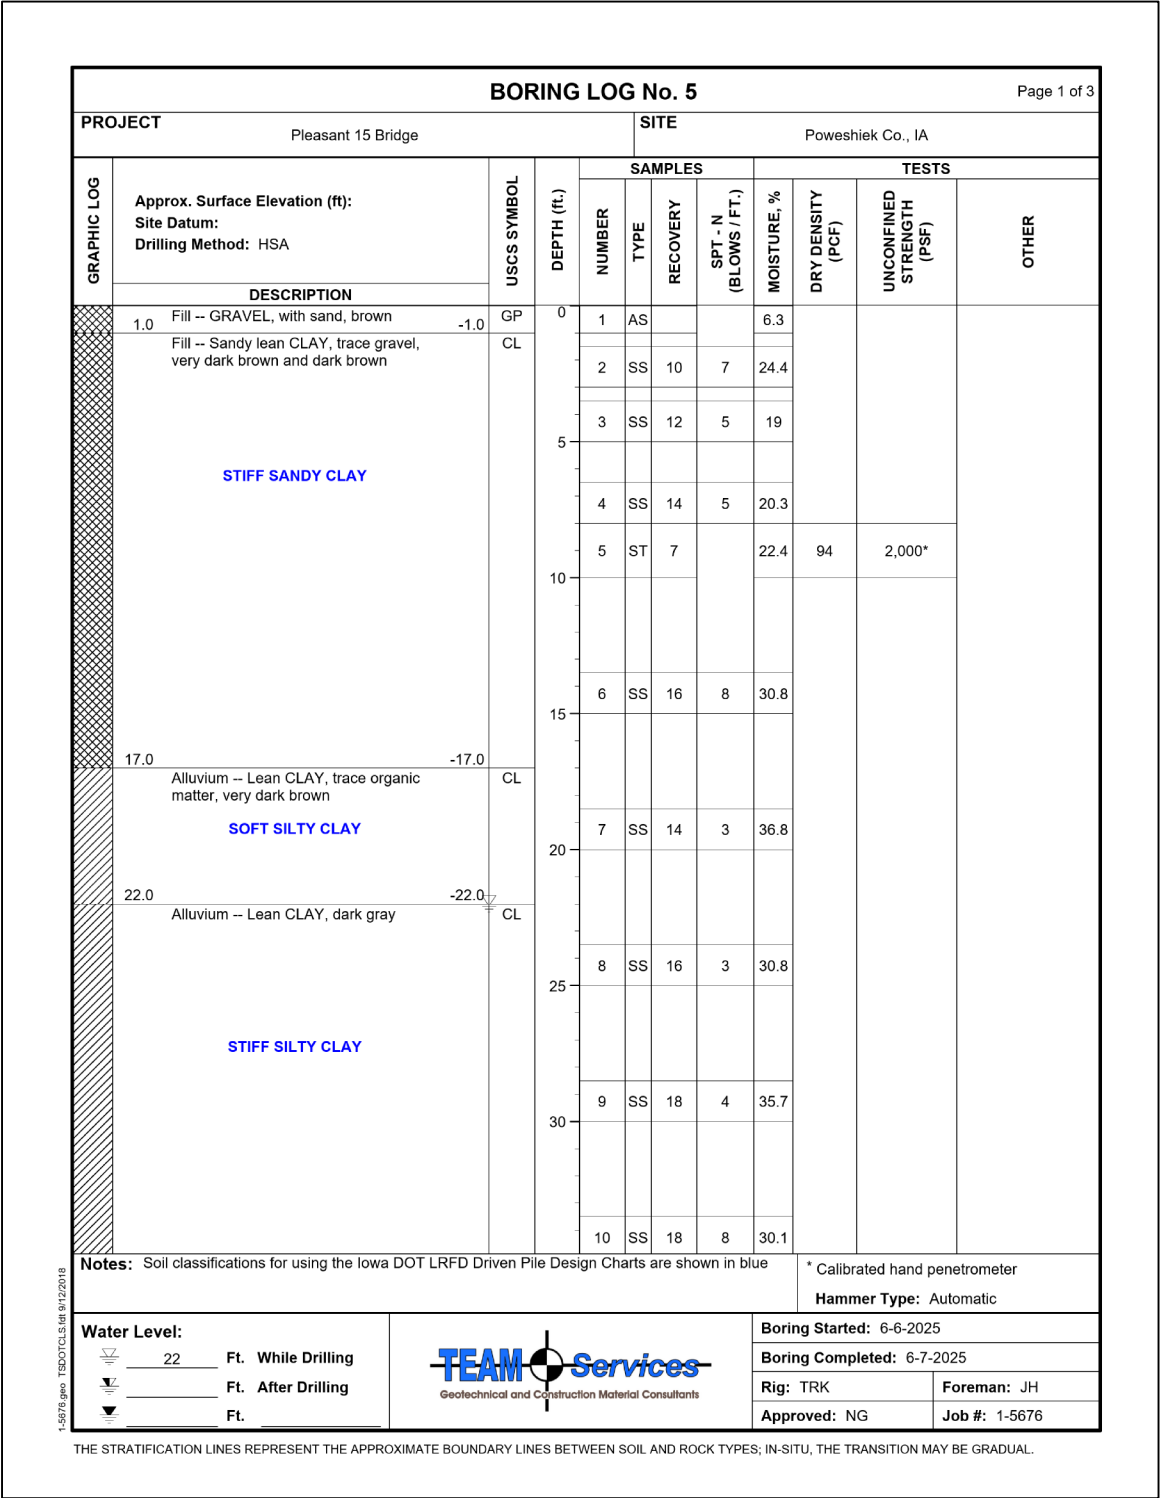 BORING LOG No. 5
Page 1 of 3
PROJECT
Pleasant 15 Bridge
SITE
Poweshiek Co., IA
GRAPHIC LOG
Approx. Surface Elevation (ft):
Site Datum:
Drilling Method: HSA
DESCRIPTION
USCS SYMBOL
DEPTH (ft.)
SAMPLES
TESTS
NUMBER
TYPE
RECOVERY
SPT - N
(BLOWS / FT.)
MOISTURE, %
DRY DENSITY
(PCF)
UNCONFINED
STRENGTH
(PSF)
OTHER
Fill -- GRAVEL, with sand, brown GP 0
1.0 -1.0
1 AS 6.3
Fill -- Sandy lean CLAY, trace gravel, CL
very dark brown and dark brown
2 SS 10 7 24.4
3 SS 12 5 19
5
STIFF SANDY CLAY
4 SS 14 5 20.3
5 ST 7 22.4 94 2,000*
10
6 SS 16 8 30.8
15
17.0 -17.0
Alluvium -- Lean CLAY, trace organic CL
matter, very dark brown
SOFT SILTY CLAY
7 SS 14 3 36.8
20
22.0 -22.0
Alluvium -- Lean CLAY, dark gray CL
8 SS 16 3 30.8
25
STIFF SILTY CLAY
9 SS 18 4 35.7
30
10 SS 18 8 30.1
Notes: Soil classifications for using the Iowa DOT LRFD Driven Pile Design Charts are shown in blue
* Calibrated hand penetrometer
Hammer Type: Automatic
1-5676.geo TSDOTCLS.fdt 9/12/2018
Water Level:
22 Ft. While Drilling
Ft. After Drilling
Ft.
TEAM Services
Geotechnical and Construction Material Consultants
Boring Started: 6-6-2025
Boring Completed: 6-7-2025
Rig: TRK
Foreman: JH
Approved: NG
Job #: 1-5676
THE STRATIFICATION LINES REPRESENT THE APPROXIMATE BOUNDARY LINES BETWEEN SOIL AND ROCK TYPES; IN-SITU, THE TRANSITION MAY BE GRADUAL.